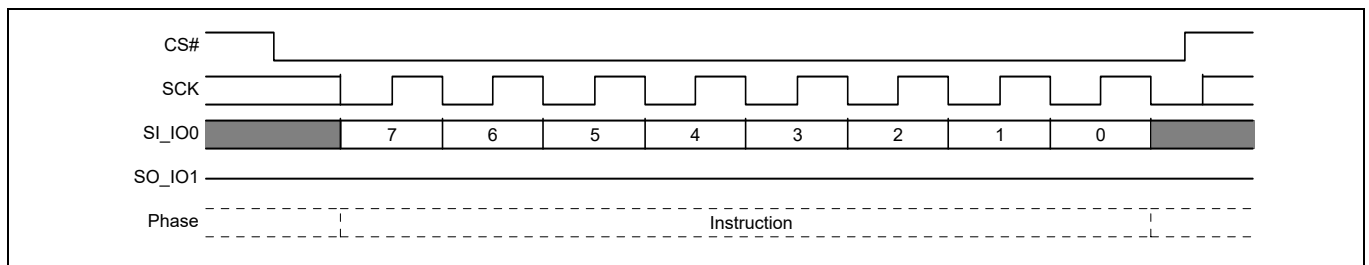 CS#
SCK
SI_IO0 7 6 5 4 3 2 1 0
SO_IO1
Phase Instruction